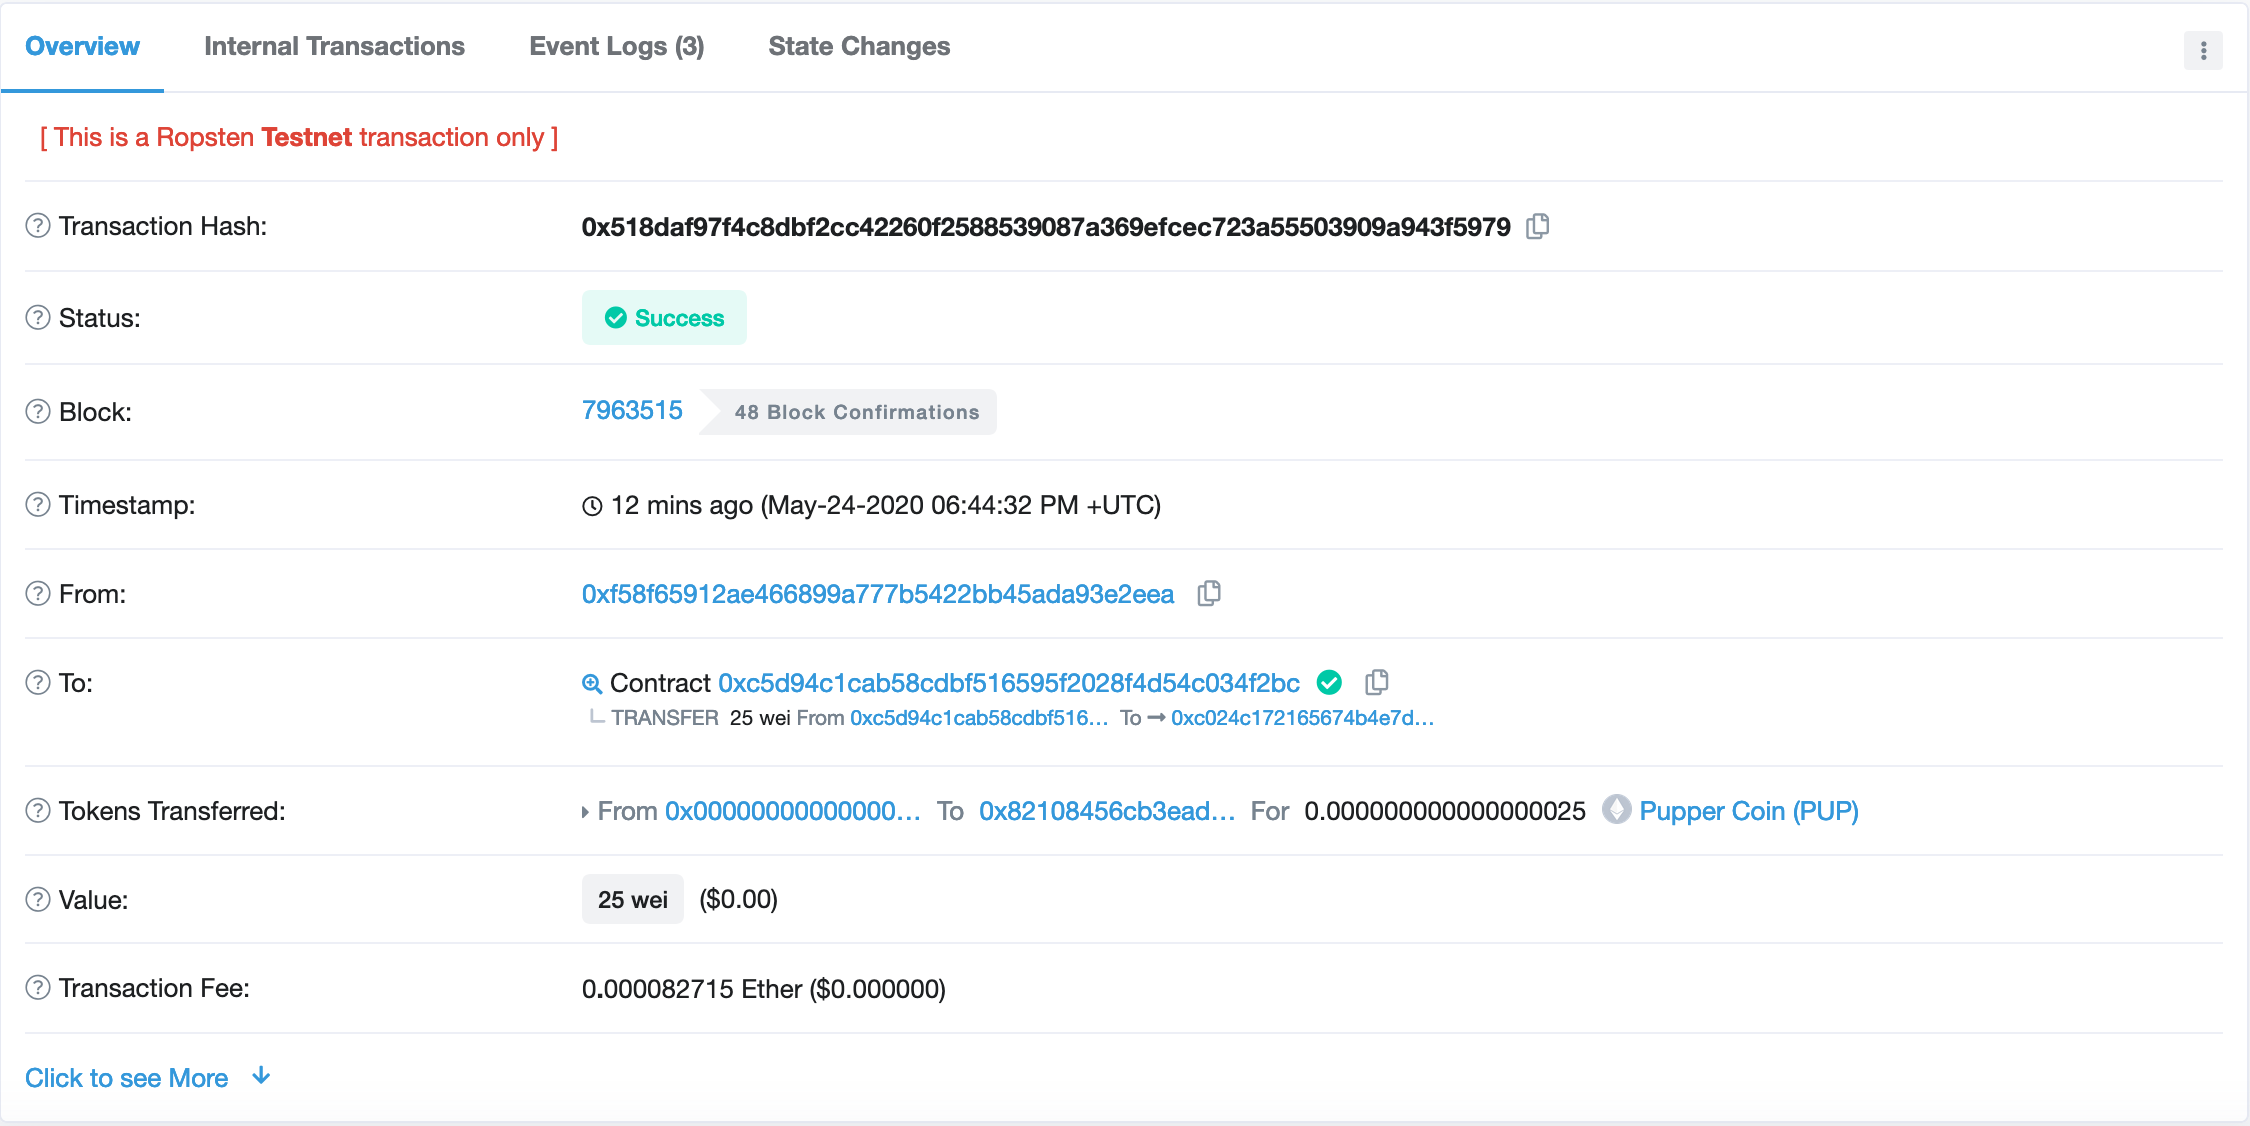 Overview Internal Transactions Event Logs (3) State Changes
[ This is a Ropsten Testnet transaction only ]
Transaction Hash: 0x518daf97f4c8dbf2cc42260f2588539087a369efcec723a55503909a943f5979
Status: Success
Block: 7963515 48 Block Confirmations
Timestamp: 12 mins ago (May-24-2020 06:44:32 PM +UTC)
From: 0xf58f65912ae466899a777b5422bb45ada93e2eea
To: Contract 0xc5d94c1cab58cdbf516595f2028f4d54c034f2bc
TRANSFER 25 wei From 0xc5d94c1cab58cdbf516... To → 0xc024c172165674b4e7d...
Tokens Transferred: From 0x00000000000000... To 0x82108456cb3ead... For 0.000000000000000025 Pupper Coin (PUP)
Value: 25 wei ($0.00)
Transaction Fee: 0.000082715 Ether ($0.000000)
Click to see More ↓